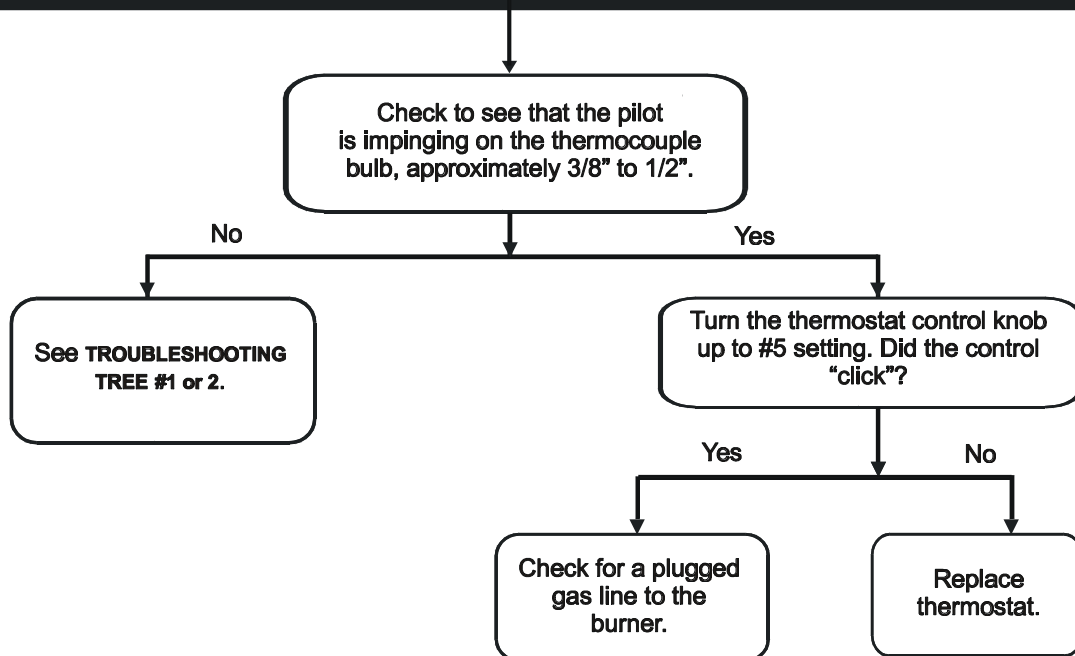 Check to see that the pilot
is impinging on the thermocouple
bulb, approximately 3/8” to 1/2”.
No
Yes
See TROUBLESHOOTING
TREE #1 or 2.
Turn the thermostat control knob
up to #5 setting. Did the control
“click”?
Yes
No
Check for a plugged
gas line to the
burner.
Replace
thermostat.